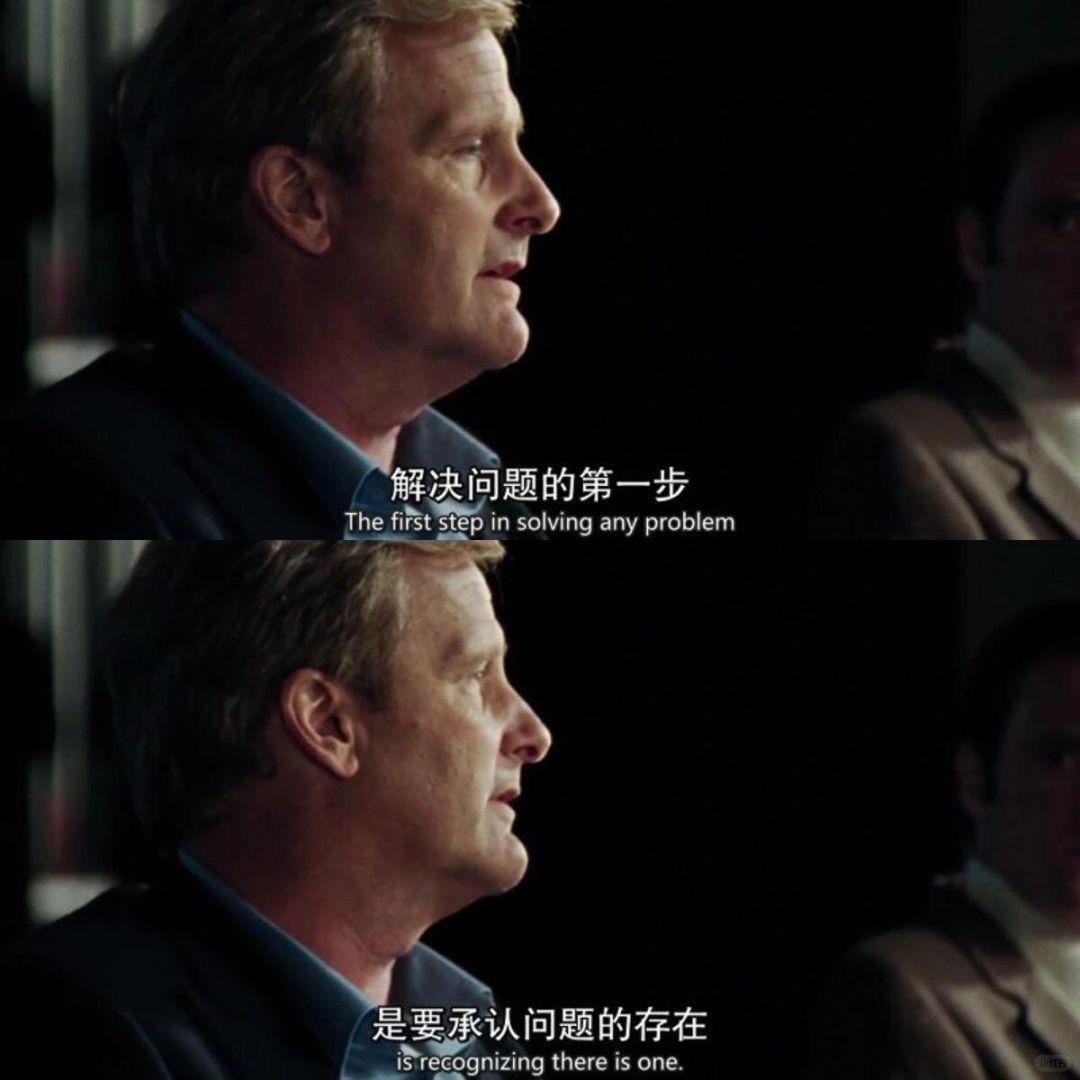 解决问题的第一步
The first step in solving any problem
是要承认问题的存在
is recognizing there is one.